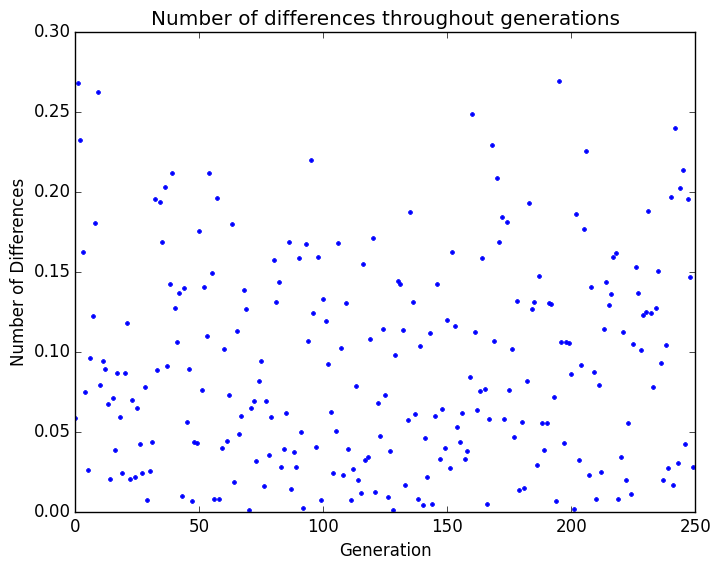 Number of differences throughout generations
Number of Differences
0.30
0.25
0.20
0.15
0.10
0.05
0.00
0 50 100 150 200 250
Generation